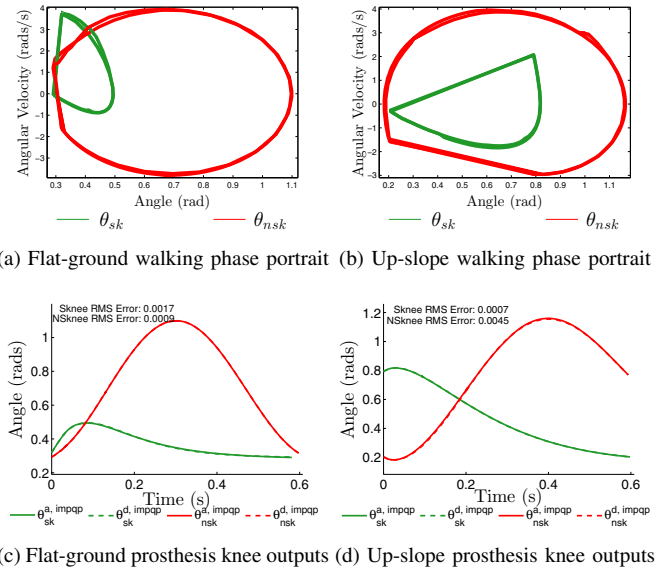 4
3
2
1
0
−1
−2
−3
0.3 0.4 0.5 0.6 0.7 0.8 0.9 1 1.1
Angle (rad)
Angular Velocity (rads/s)
θsk θnsk
4
3
2
1
0
−1
−2
−3
0.2 0.3 0.4 0.5 0.6 0.7 0.8 0.9 1 1.1
Angle (rad)
Angular Velocity (rads/s)
θsk θnsk
(a) Flat-ground walking phase portrait (b) Up-slope walking phase portrait
Sknee RMS Error: 0.0017
NSknee RMS Error: 0.0009
1
0.8
0.6
0.4
0.2
0 0.2 0.4 0.6
Time (s)
Angle (rads)
θsk^a, impqp θsk^d, impqp θnsk^a, impqp θnsk^d, impqp
Sknee RMS Error: 0.0007
NSknee RMS Error: 0.0045
1.2
1
0.8
0.6
0.4
0.2
0 0.2 0.4 0.6
Time (s)
Angle (rads)
θsk^a, impqp θsk^d, impqp θnsk^a, impqp θnsk^d, impqp
(c) Flat-ground prosthesis knee outputs (d) Up-slope prosthesis knee outputs